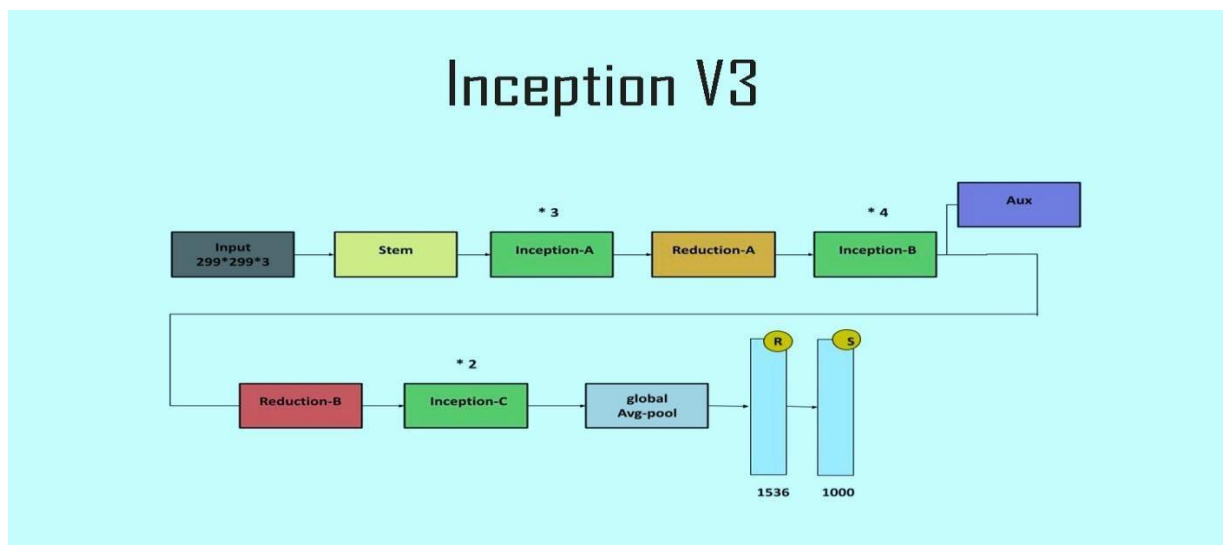 Inception V3
Aux
* 3
* 4
Input
299*299*3
Stem
Inception-A
Reduction-A
Inception-B
R
S
* 2
Reduction-B
Inception-C
global
Avg-pool
1536
1000